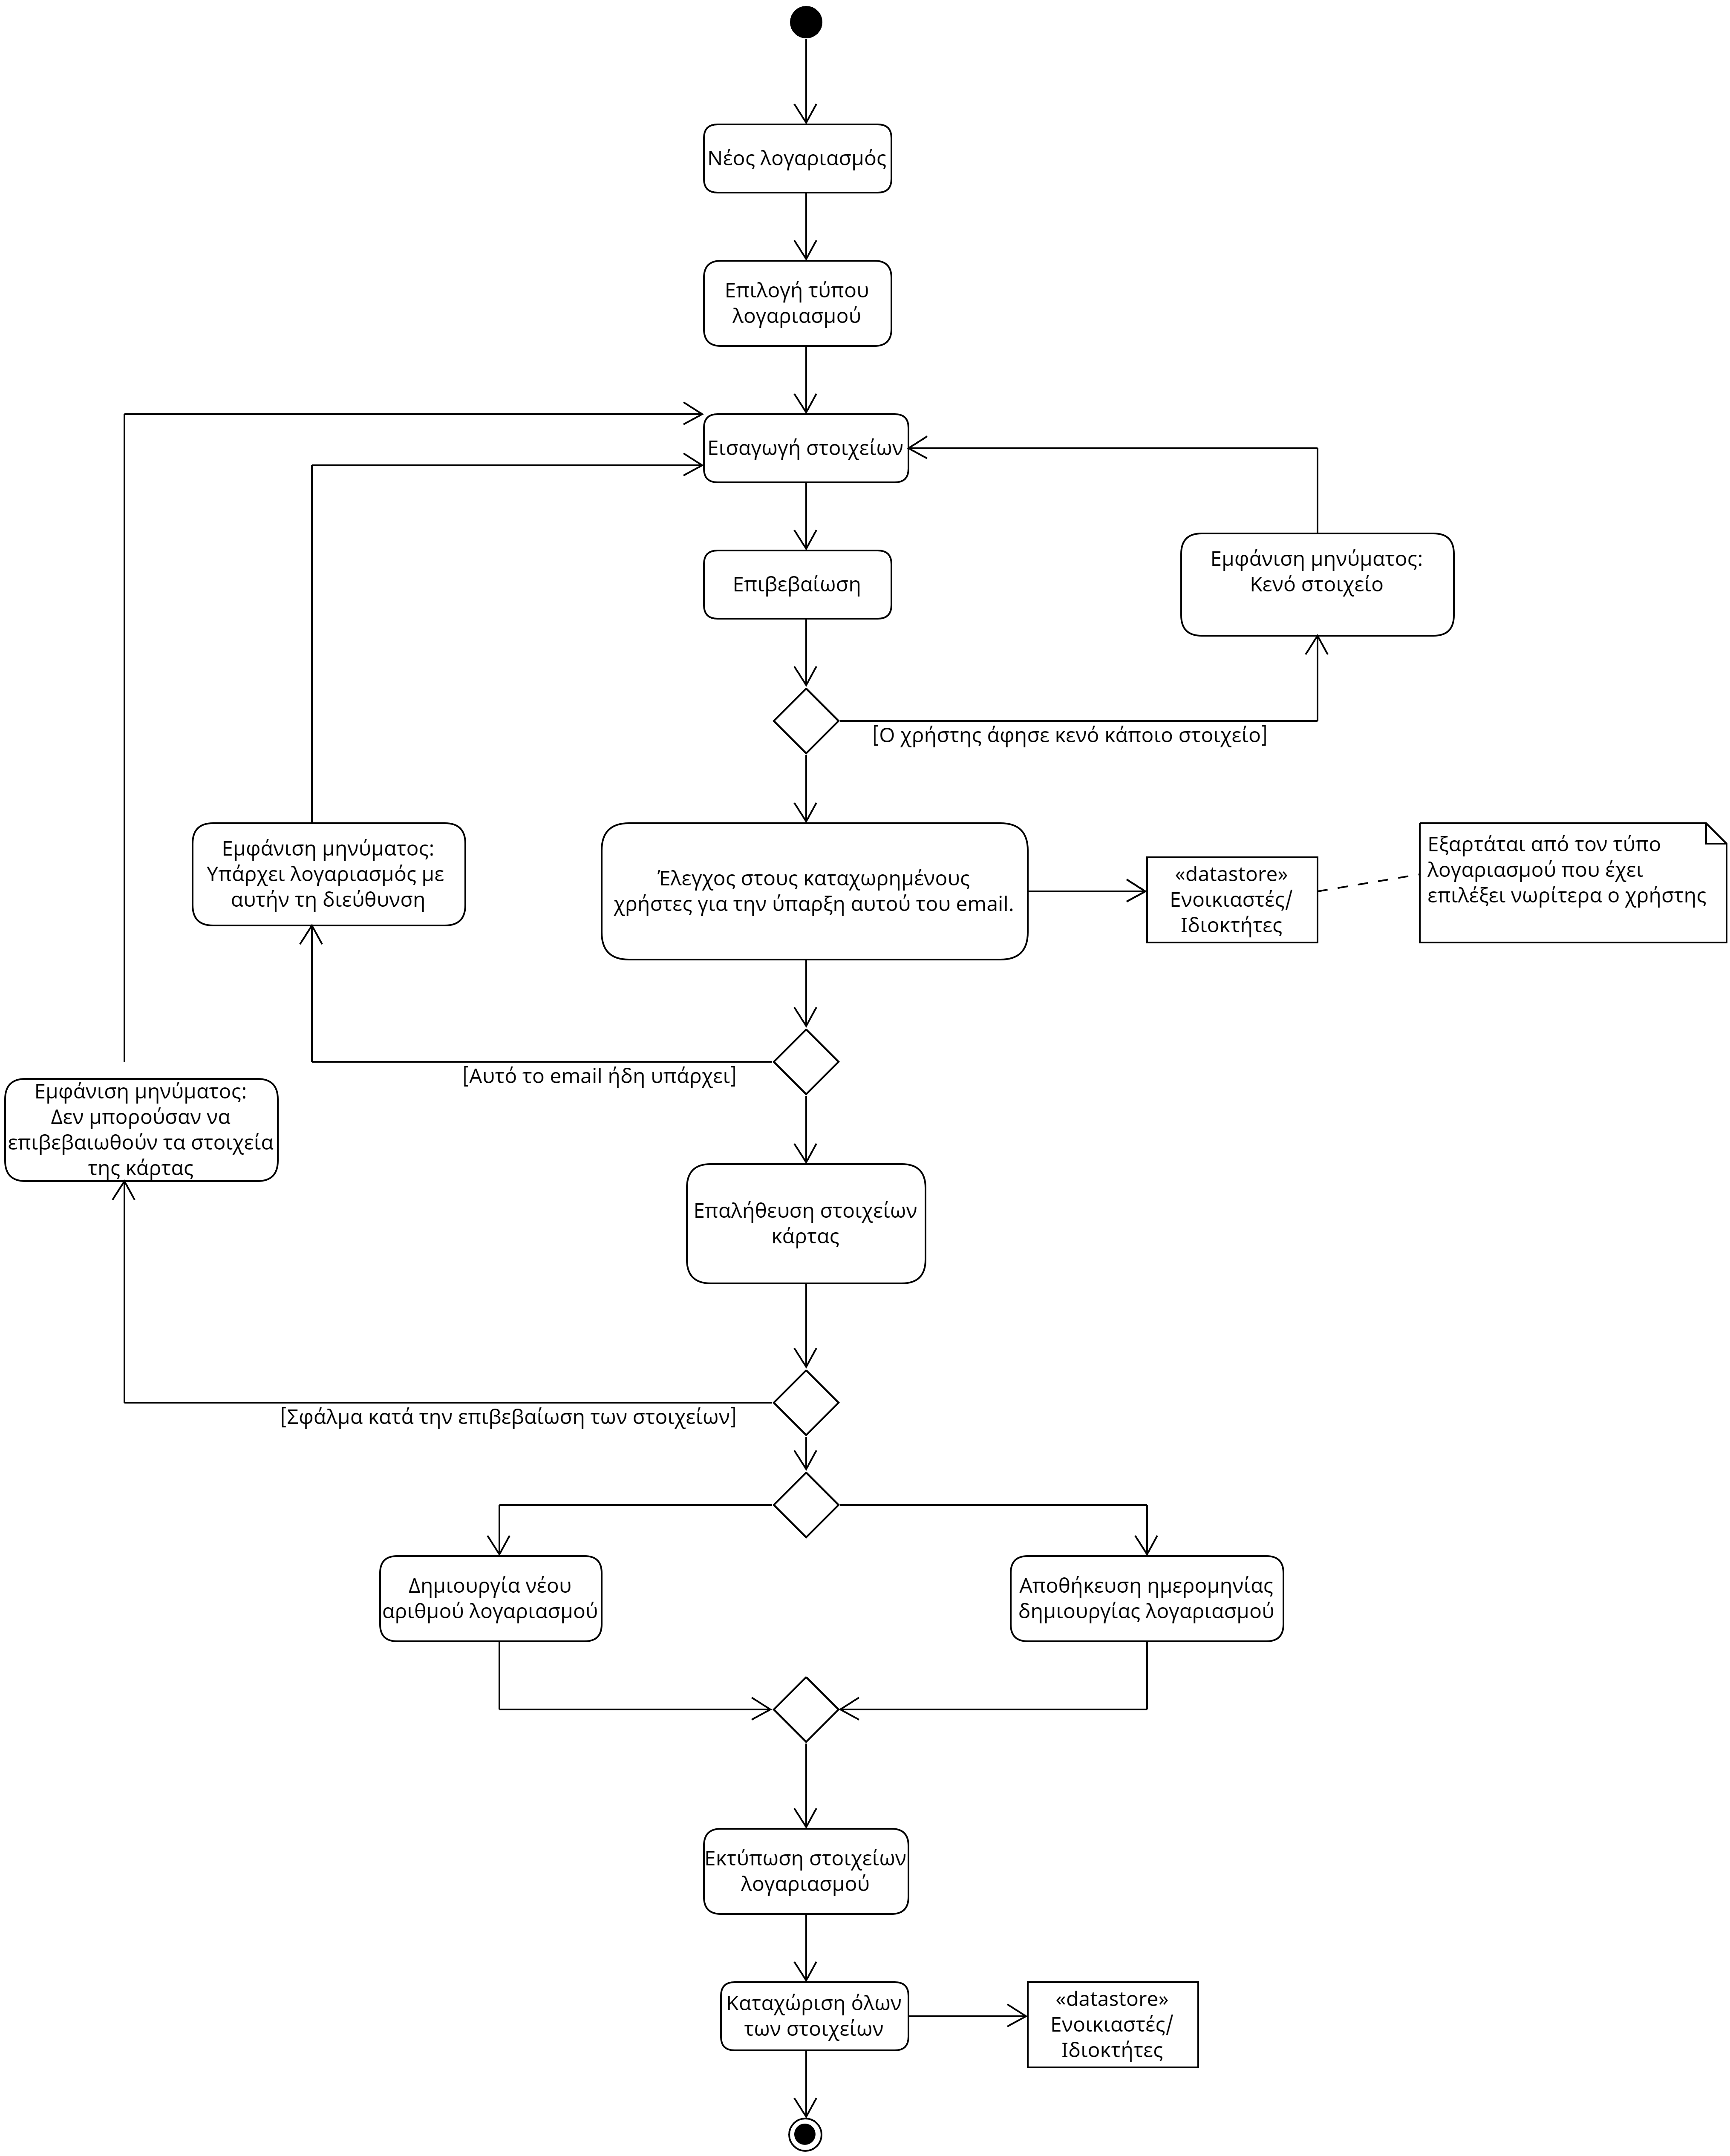 Νέος λογαριασμός
Επιλογή τύπου
λογαριασμού
Εισαγωγή στοιχείων
Επιβεβαίωση
Εμφάνιση μηνύματος:
Κενό στοιχείο
[Ο χρήστης άφησε κενό κάποιο στοιχείο]
Εμφάνιση μηνύματος:
Υπάρχει λογαριασμός με
αυτήν τη διεύθυνση
Έλεγχος στους καταχωρημένους
χρήστες για την ύπαρξη αυτού του email.
«datastore»
Ενοικιαστές/
Ιδιοκτήτες
Εξαρτάται από τον τύπο
λογαριασμού που έχει
επιλέξει νωρίτερα ο χρήστης
[Αυτό το email ήδη υπάρχει]
Εμφάνιση μηνύματος:
Δεν μπορούσαν να
επιβεβαιωθούν τα στοιχεία
της κάρτας
Επαλήθευση στοιχείων
κάρτας
[Σφάλμα κατά την επιβεβαίωση των στοιχείων]
Δημιουργία νέου
αριθμού λογαριασμού
Αποθήκευση ημερομηνίας
δημιουργίας λογαριασμού
Εκτύπωση στοιχείων
λογαριασμού
Καταχώριση όλων
των στοιχείων
«datastore»
Ενοικιαστές/
Ιδιοκτήτες